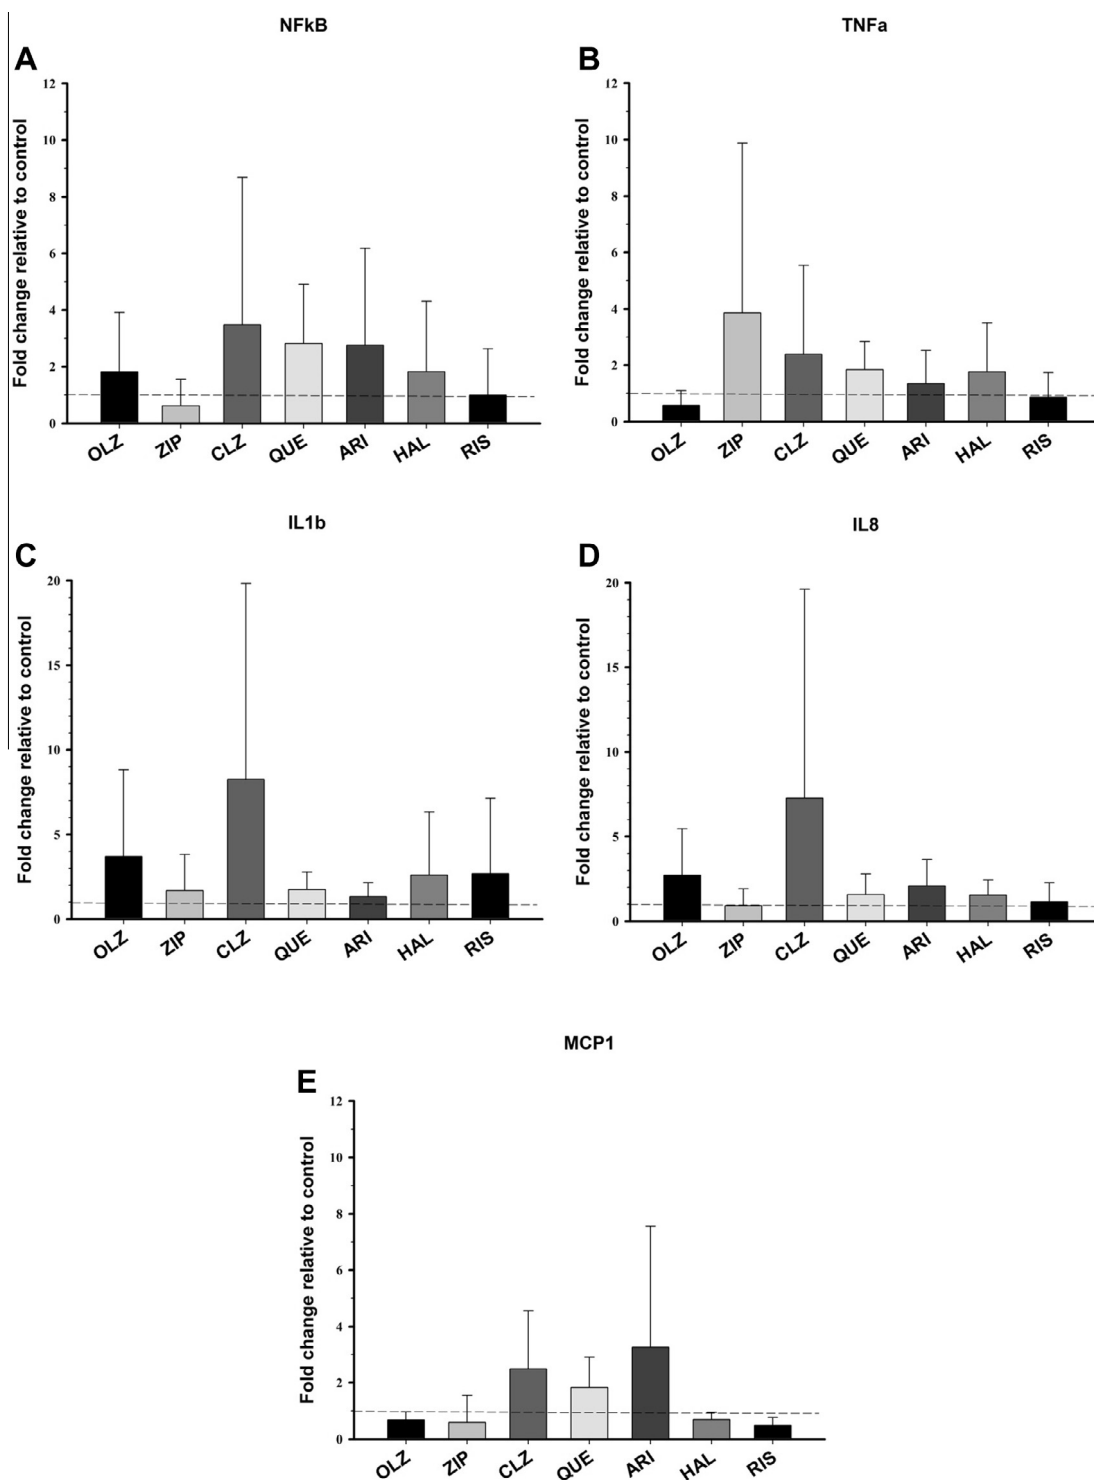 NFkB
A
Fold change relative to control
12
10
8
6
4
2
0
OLZ ZIP CLZ QUE ARI HAL RIS
TNFa
B
Fold change relative to control
12
10
8
6
4
2
0
OLZ ZIP CLZ QUE ARI HAL RIS
IL1b
C
Fold change relative to control
20
15
10
5
0
OLZ ZIP CLZ QUE ARI HAL RIS
IL8
D
Fold change relative to control
20
15
10
5
0
OLZ ZIP CLZ QUE ARI HAL RIS
MCP1
E
Fold change relative to control
12
10
8
6
4
2
0
OLZ ZIP CLZ QUE ARI HAL RIS